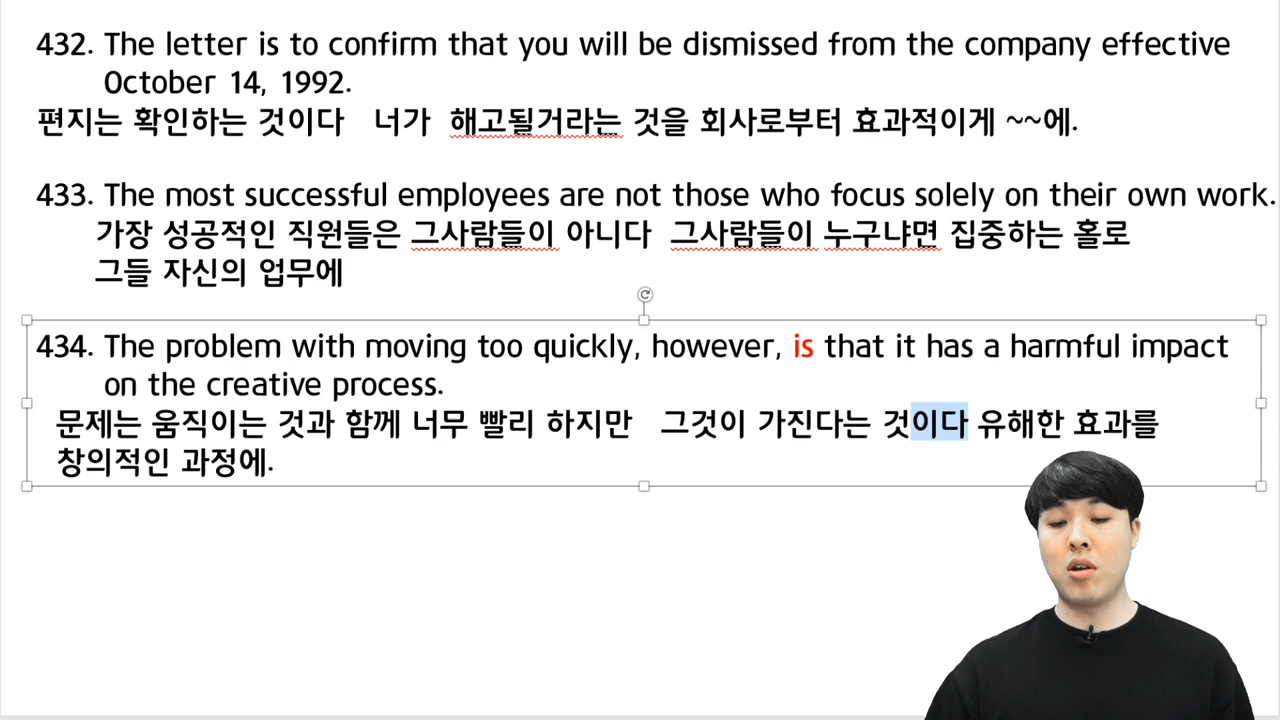 432. The letter is to confirm that you will be dismissed from the company effective
October 14, 1992.
편지는 확인하는 것이다 너가 해고될거라는 것을 회사로부터 효과적이게 ~~에.
433. The most successful employees are not those who focus solely on their own work.
가장 성공적인 직원들은 그사람들이 아니다 그사람들이 누구냐면 집중하는 홀로
그들 자신의 업무에
434. The problem with moving too quickly, however, is that it has a harmful impact
on the creative process.
문제는 움직이는 것과 함께 너무 빨리 하지만 그것이 가진다는 것이다 유해한 효과를
창의적인 과정에.